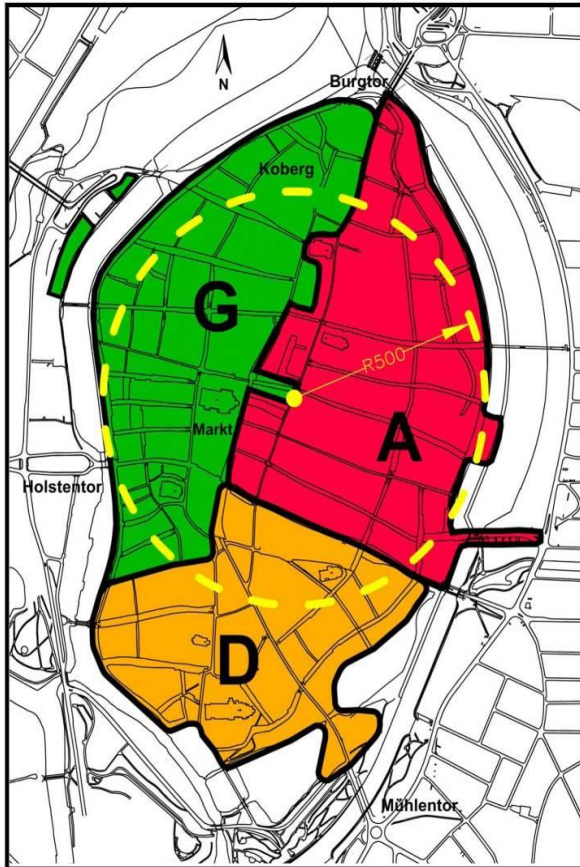 Burgtor
N
Koberg
G
R500
Markt
A
Holstentor
D
Mühlentor